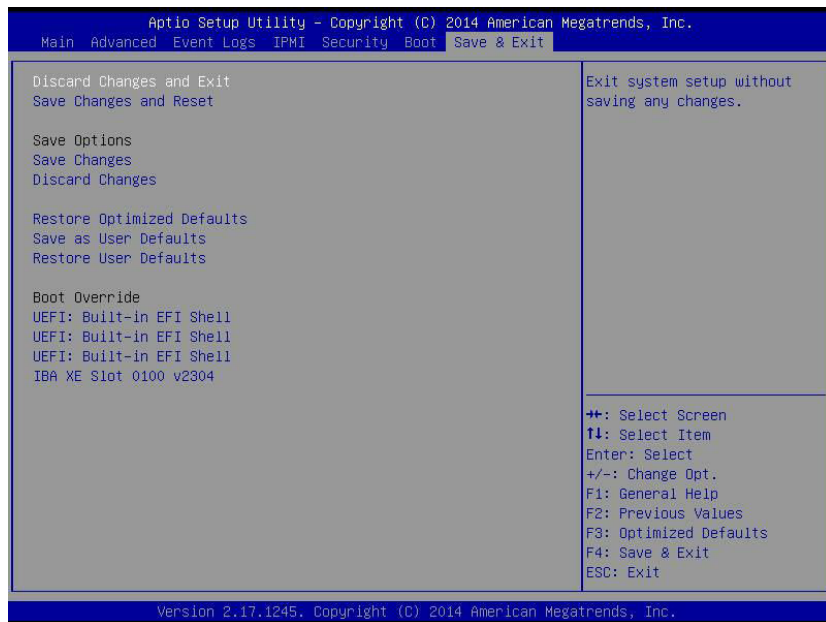 Aptio Setup Utility – Copyright (C) 2014 American Megatrends, Inc.
Main Advanced Event Logs IPMI Security Boot Save & Exit
Discard Changes and Exit
Save Changes and Reset
Save Options
Save Changes
Discard Changes
Restore Optimized Defaults
Save as User Defaults
Restore User Defaults
Boot Override
UEFI: Built-in EFI Shell
UEFI: Built-in EFI Shell
UEFI: Built-in EFI Shell
IBA XE Slot 0100 v2304
Exit system setup without
saving any changes.
→←: Select Screen
↑↓: Select Item
Enter: Select
+/-: Change Opt.
F1: General Help
F2: Previous Values
F3: Optimized Defaults
F4: Save & Exit
ESC: Exit
Version 2.17.1245. Copyright (C) 2014 American Megatrends, Inc.